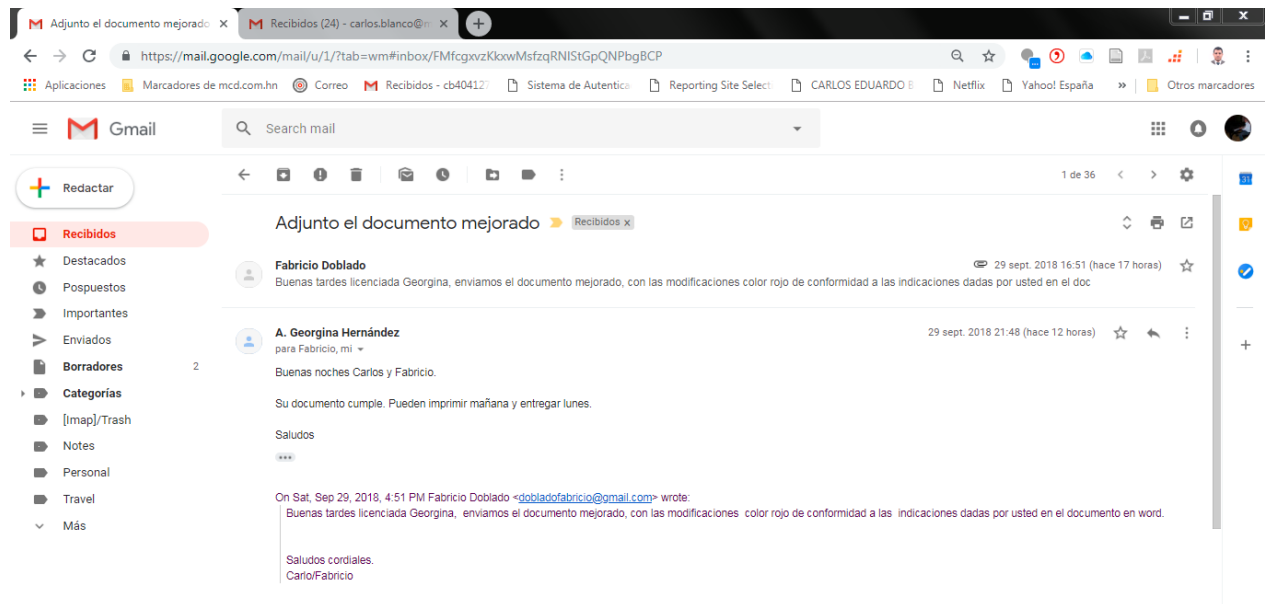 Adjunto el documento mejorado
Recibidos (24) - carlos.blanco@
https://mail.google.com/mail/u/1/?tab=wm#inbox/FMfcgxvzKkxwMsfzqRNIStGpQNPbgBCP
Aplicaciones Marcadores de mcd.com.hn Correo Recibidos - cb404127 Sistema de Autentica Reporting Site Select CARLOS EDUARDO B Netflix Yahoo! España » Otros marcadores
Gmail
Search mail
Redactar
1 de 36
31
Adjunto el documento mejorado Recibidos x
Recibidos
Destacados
Pospuestos
Importantes
Enviados
Borradores 2
Categorías
[Imap]/Trash
Notes
Personal
Travel
Más
Fabricio Doblado 29 sept. 2018 16:51 (hace 17 horas)
Buenas tardes licenciada Georgina, enviamos el documento mejorado, con las modificaciones color rojo de conformidad a las indicaciones dadas por usted en el doc
A. Georgina Hernández 29 sept. 2018 21:48 (hace 12 horas)
para Fabricio, mi
Buenas noches Carlos y Fabricio.
Su documento cumple. Pueden imprimir mañana y entregar lunes.
Saludos
On Sat, Sep 29, 2018, 4:51 PM Fabricio Doblado <dobladofabricio@gmail.com> wrote:
Buenas tardes licenciada Georgina, enviamos el documento mejorado, con las modificaciones color rojo de conformidad a las indicaciones dadas por usted en el documento en word.
Saludos cordiales.
Carlo/Fabricio